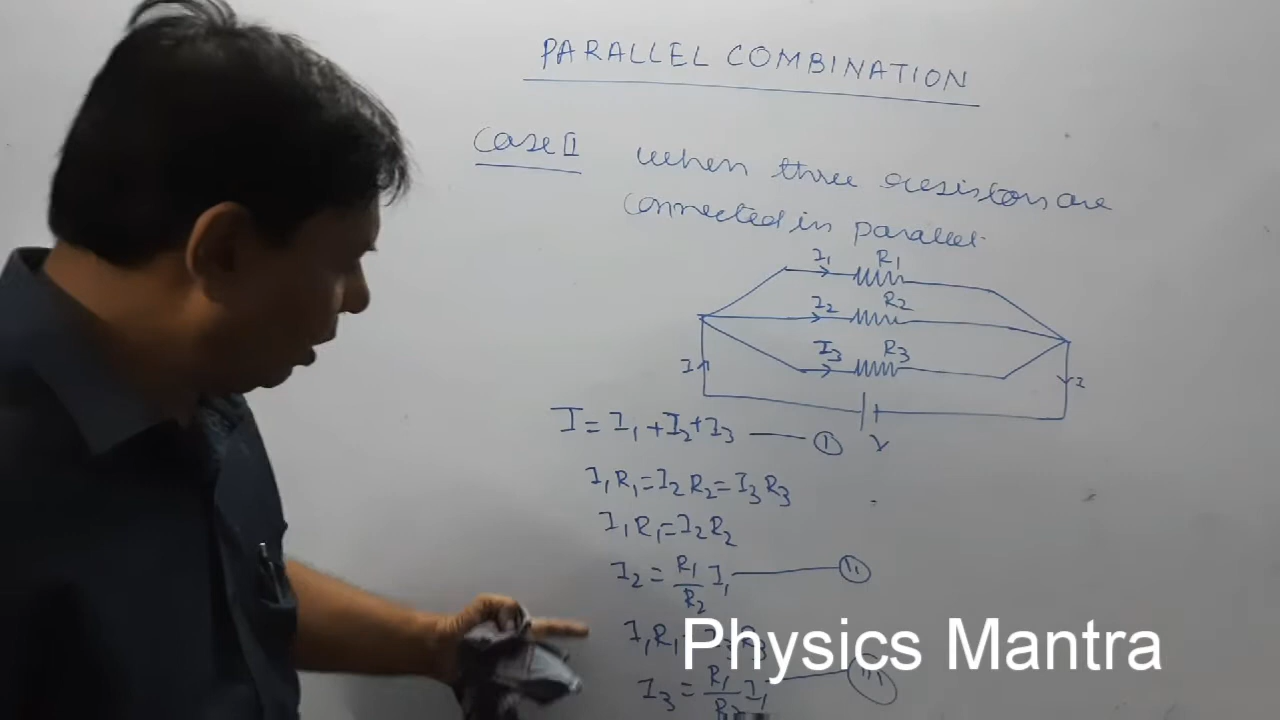 PARALLEL COMBINATION
Case II when three resistors are
connected in parallel.
I₁ R₁
I₂ R₂
I₃ R₃
I I
V
I = I₁ + I₂ + I₃ — (I)
I₁R₁ = I₂R₂ = I₃R₃
I₁R₁ = I₂R₂
I₂ = R₁/R₂ I₁ — (II)
I₁R₁
Physics Mantra
I₃ = R₁/R₃ I₁ — (III)